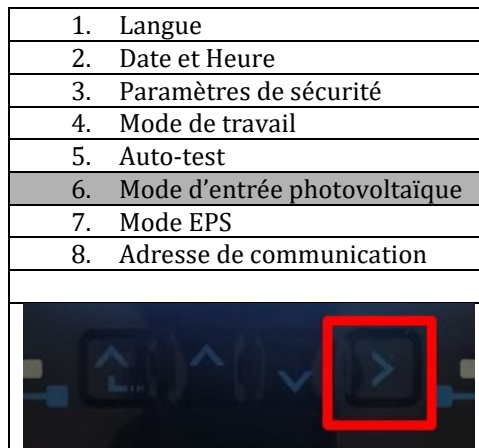 1. Langue
2. Date et Heure
3. Paramètres de sécurité
4. Mode de travail
5. Auto-test
6. Mode d'entrée photovoltaïque
7. Mode EPS
8. Adresse de communication